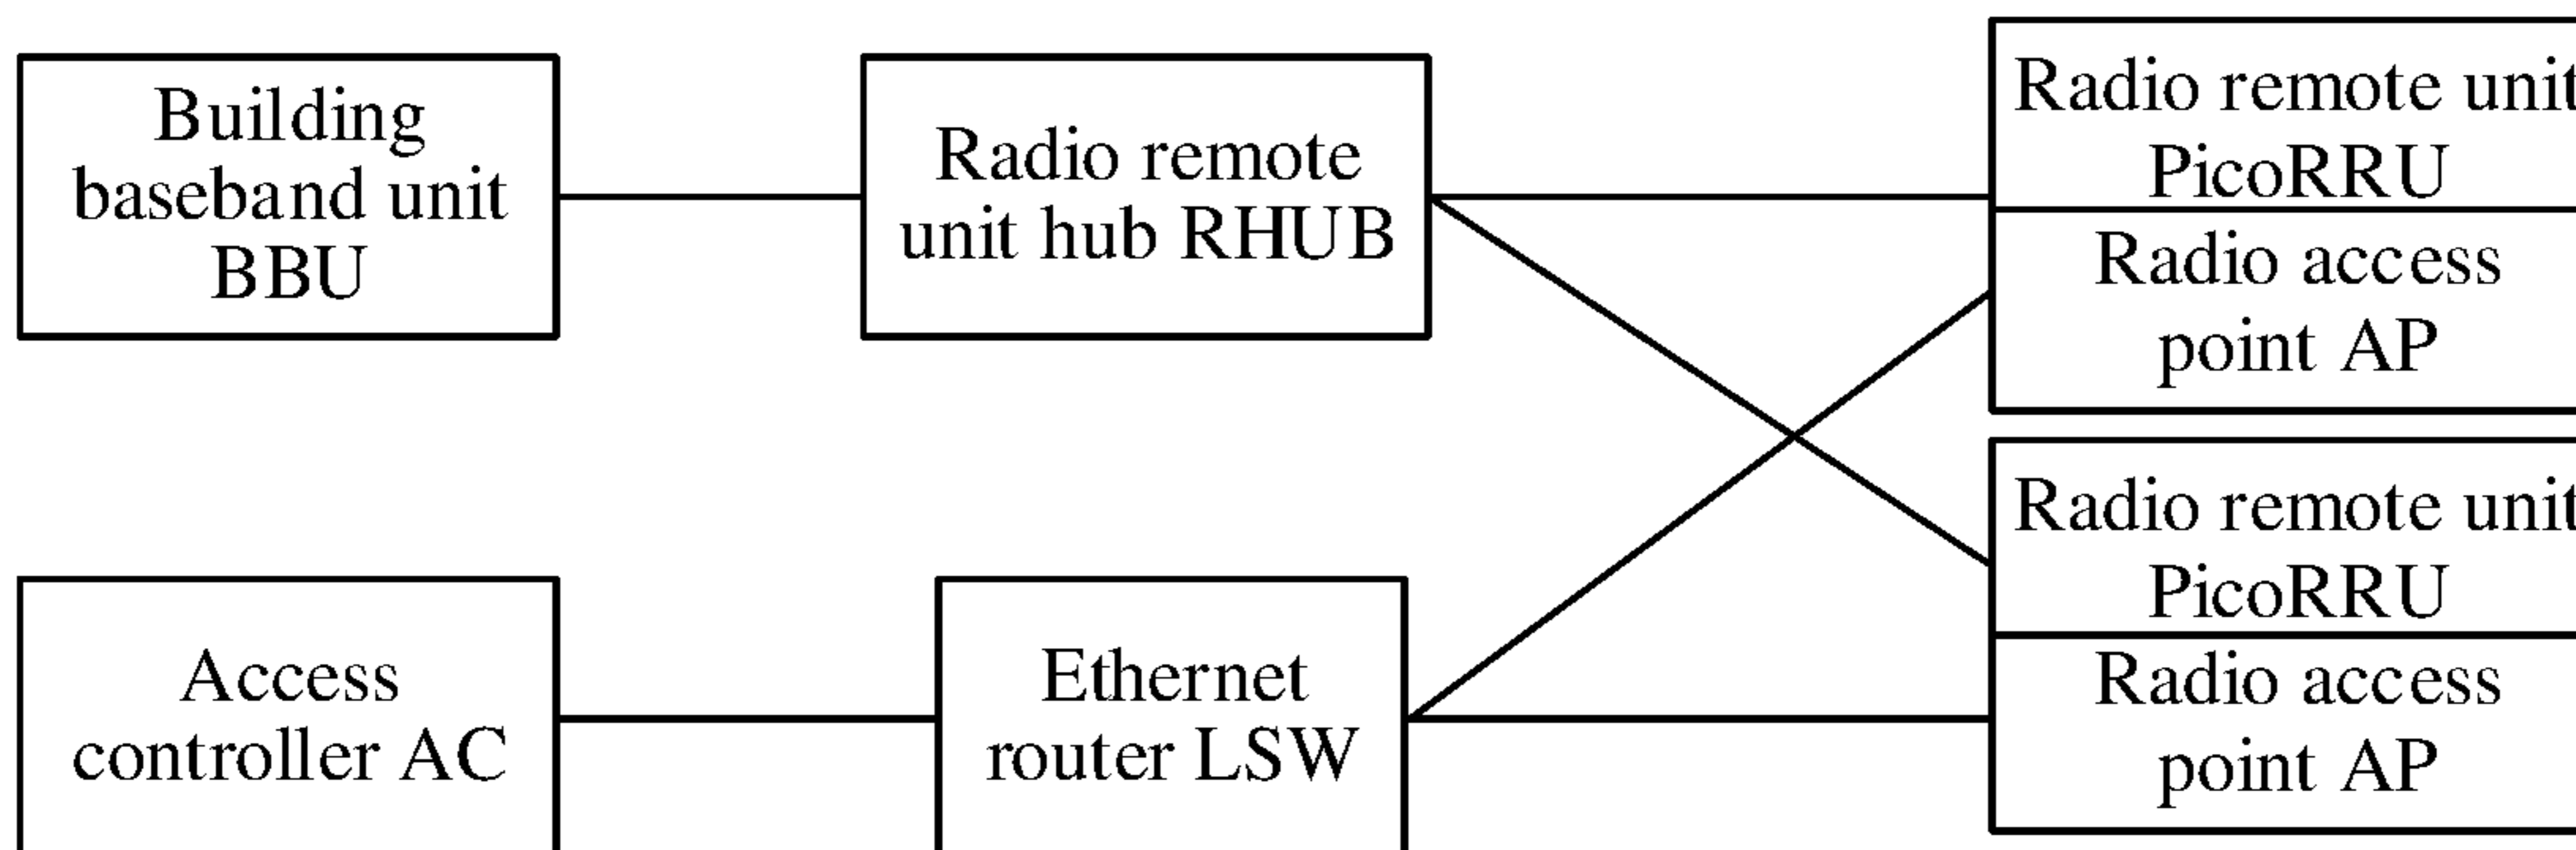 Building
baseband unit
BBU
Radio remote
unit hub RHUB
Radio remote unit
PicoRRU
Radio access
point AP
Radio remote unit
PicoRRU
Radio access
point AP
Access
controller AC
Ethernet
router LSW